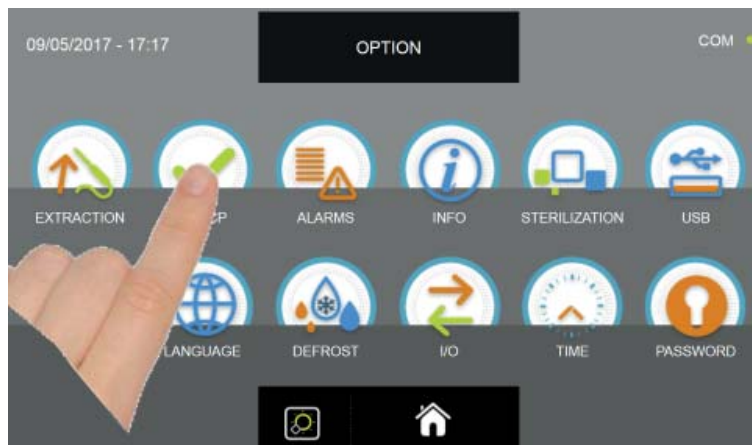 09/05/2017 - 17:17
OPTION
COM
EXTRACTION
CP
ALARMS
INFO
STERILIZATION
USB
LANGUAGE
DEFROST
I/O
TIME
PASSWORD